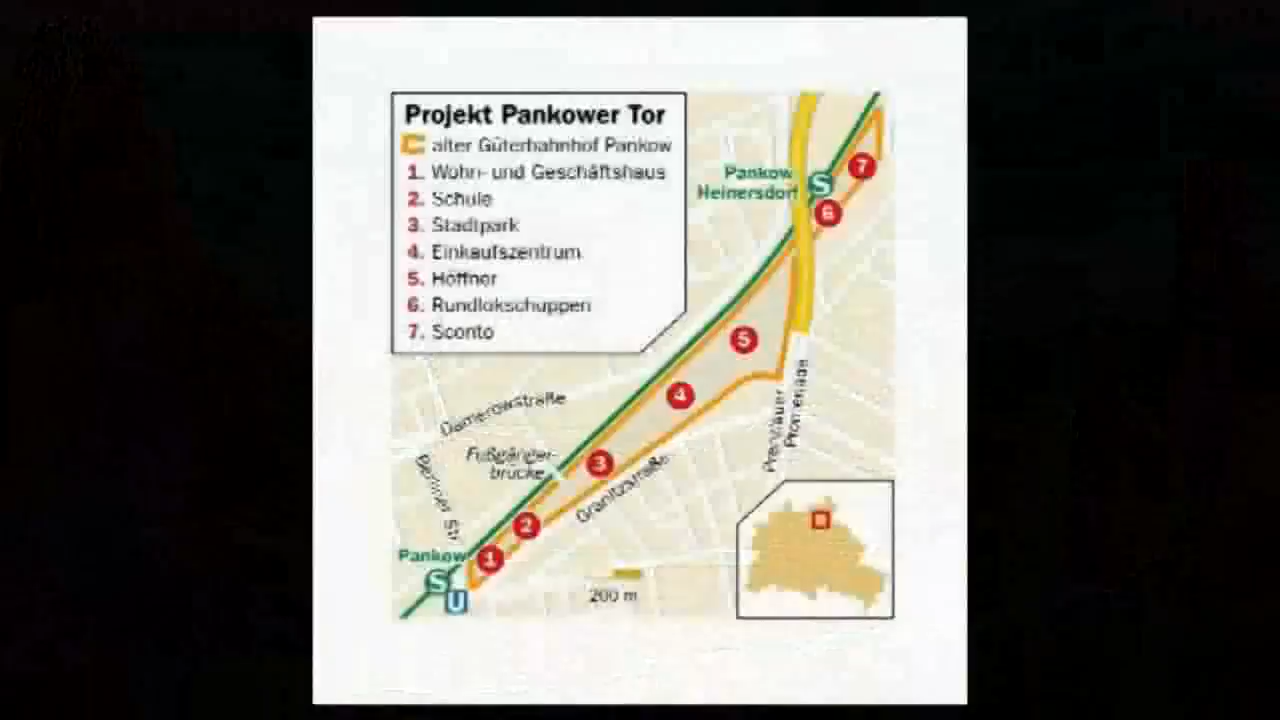 Projekt Pankower Tor
alter Güterbahnhof Pankow
1. Wohn- und Geschäftshaus
2. Schule
3. Stadtpark
4. Einkaufszentrum
5. Höffner
6. Rundlokschuppen
7. Sconto
Pankow
Heinersdorf
S
7
6
5
4
3
2
1
Damerowstraße
Fußgänger-
brücke
Granitzstraße
Prenzlauer
Promenade
Berliner Str.
Pankow
S
U
200 m